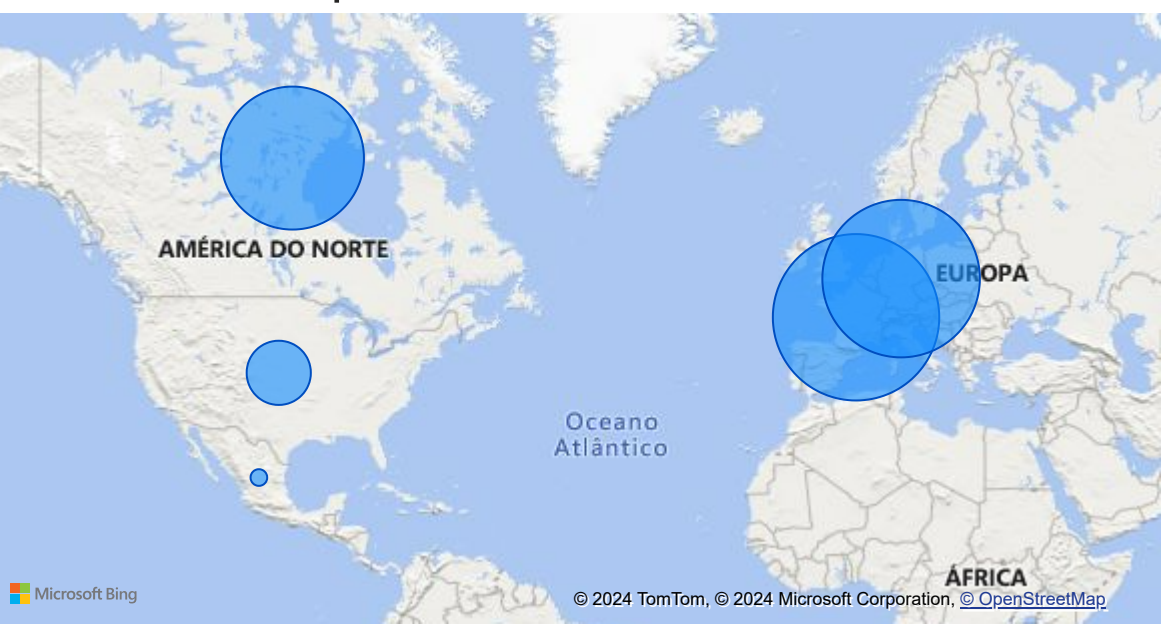 AMÉRICA DO NORTE
EUROPA
Oceano
Atlântico
ÁFRICA
Microsoft Bing
© 2024 TomTom, © 2024 Microsoft Corporation, © OpenStreetMap